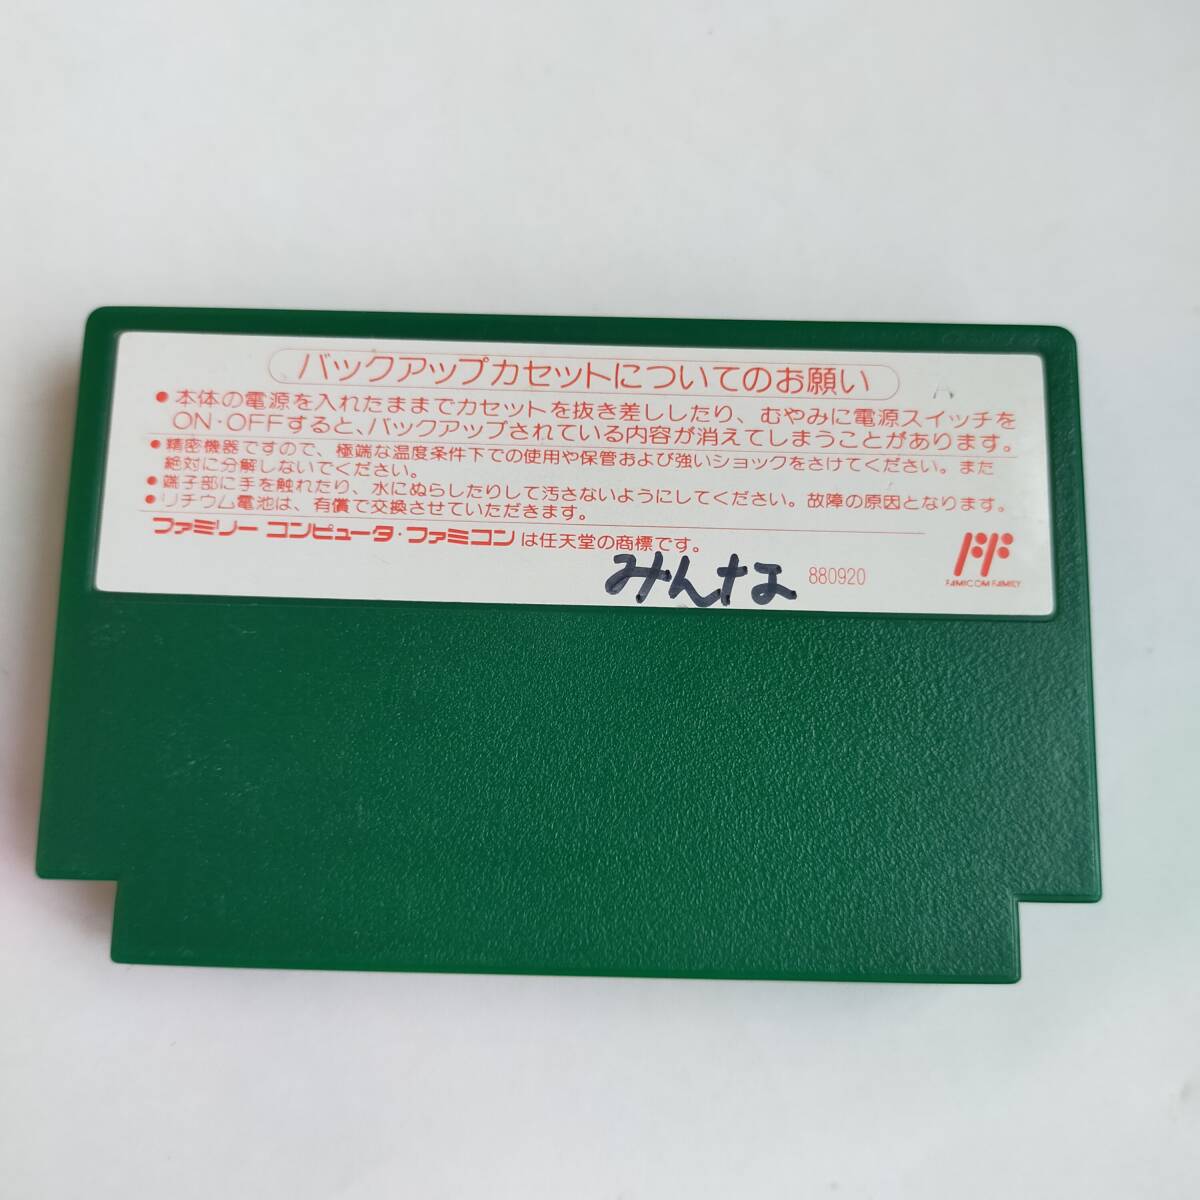 バックアップカセットについてのお願い
●本体の電源を入れたままでカセットを抜き差ししたり、むやみに電源スイッチを
ON・OFFすると、バックアップされている内容が消えてしまうことがあります。
●精密機器ですので、極端な温度条件下での使用や保管および強いショックをさけてください。また
絶対に分解しないでください。
●端子部に手を触れたり、水にぬらしたりして汚さないようにしてください。故障の原因となります。
●リチウム電池は、有償で交換させていただきます。
ファミリー コンピュータ・ファミコン は任天堂の商標です。
みんな
880920
FAMICOM FAMILY